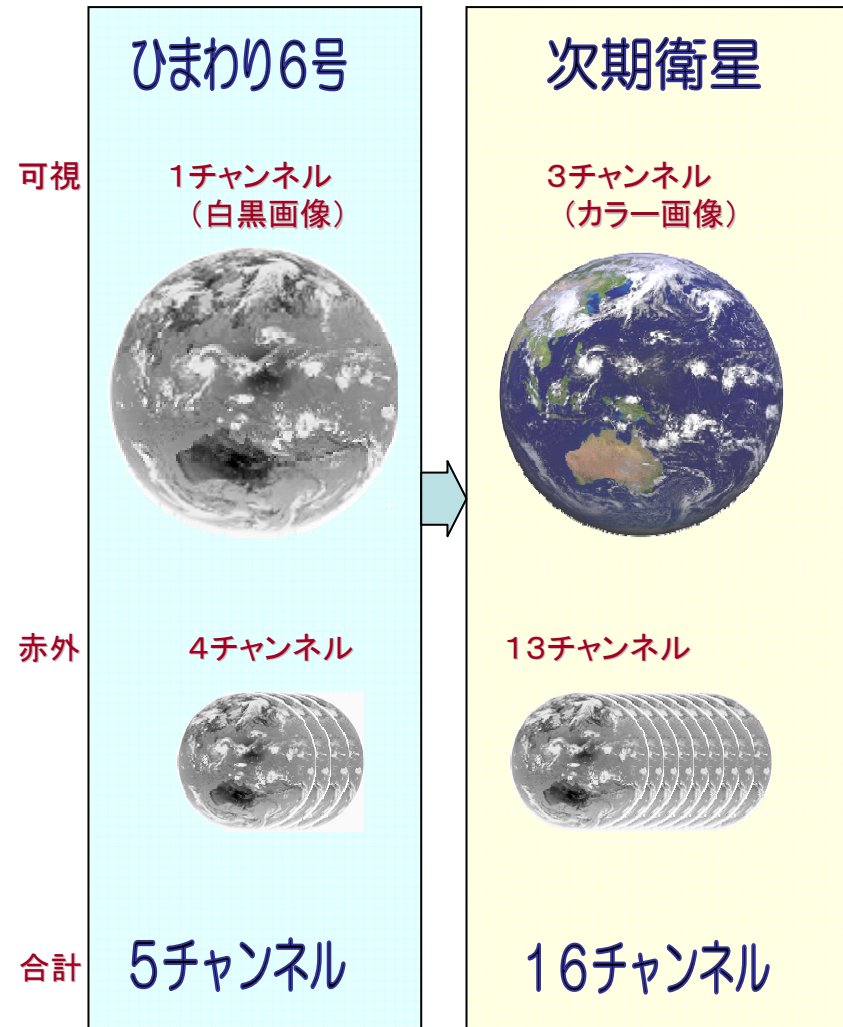 ひまわり6号 次期衛星
可視 1チャンネル 3チャンネル
（白黒画像） （カラー画像）
赤外 4チャンネル 13チャンネル
合計 5チャンネル 16チャンネル